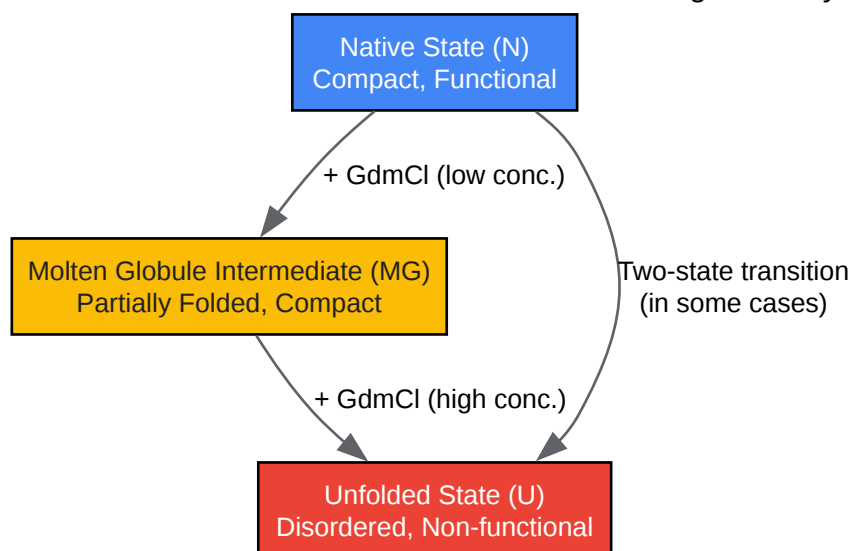 Native State (N)
Compact, Functional
+ GdmCl (low conc.)
Molten Globule Intermediate (MG)
Partially Folded, Compact
Two-state transition
(in some cases)
+ GdmCl (high conc.)
Unfolded State (U)
Disordered, Non-functional